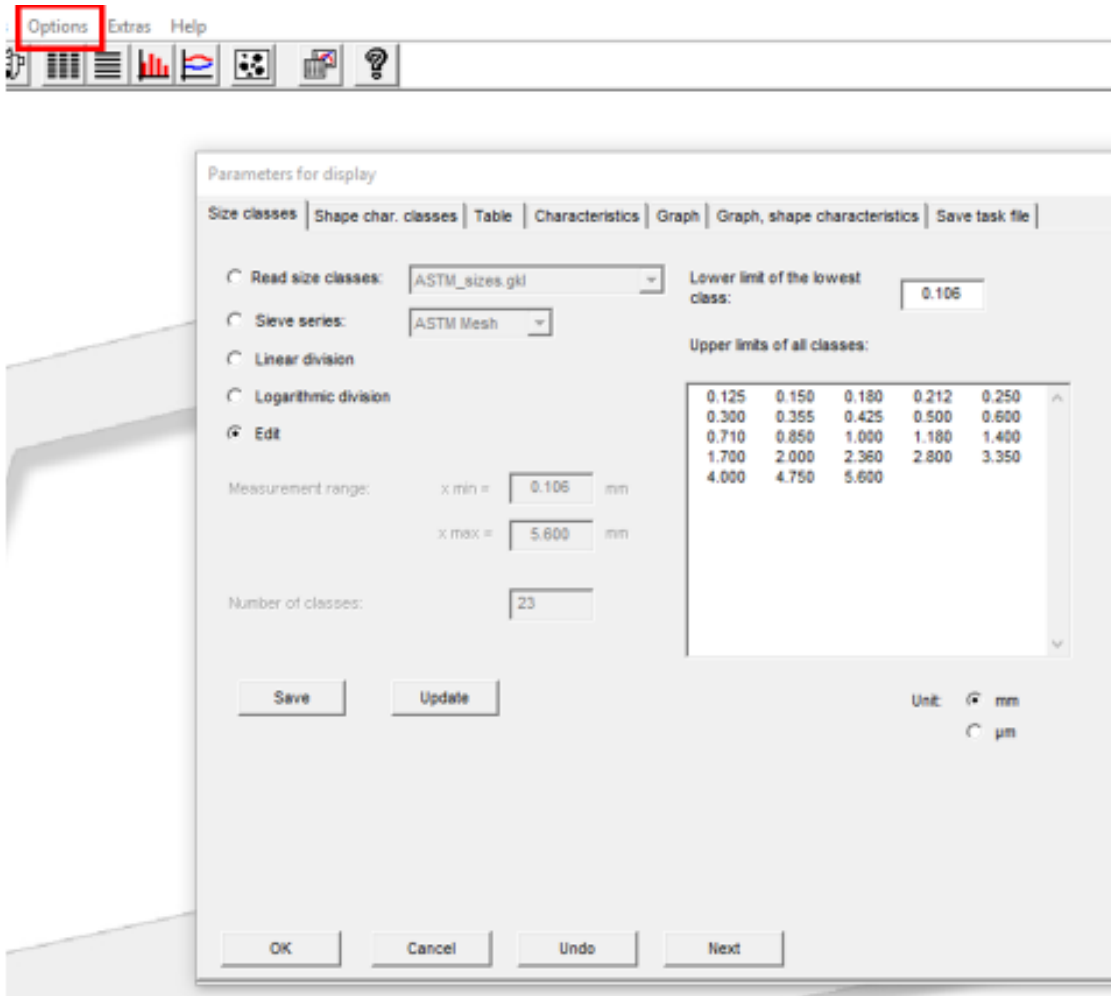 Options Extras Help
Parameters for display
Size classes Shape char. classes Table Characteristics Graph Graph, shape characteristics Save task file
Read size classes: ASTM_sizes.gkl
Sieve series: ASTM Mesh
Linear division
Logarithmic division
Edit
Measurement range: x min = 0.106 mm
x max = 5.600 mm
Number of classes: 23
Save Update
Lower limit of the lowest
class: 0.106
Upper limits of all classes:
0.125 0.150 0.180 0.212 0.250
0.300 0.355 0.425 0.500 0.600
0.710 0.850 1.000 1.180 1.400
1.700 2.000 2.360 2.800 3.350
4.000 4.750 5.600
Unit: mm
µm
OK Cancel Undo Next